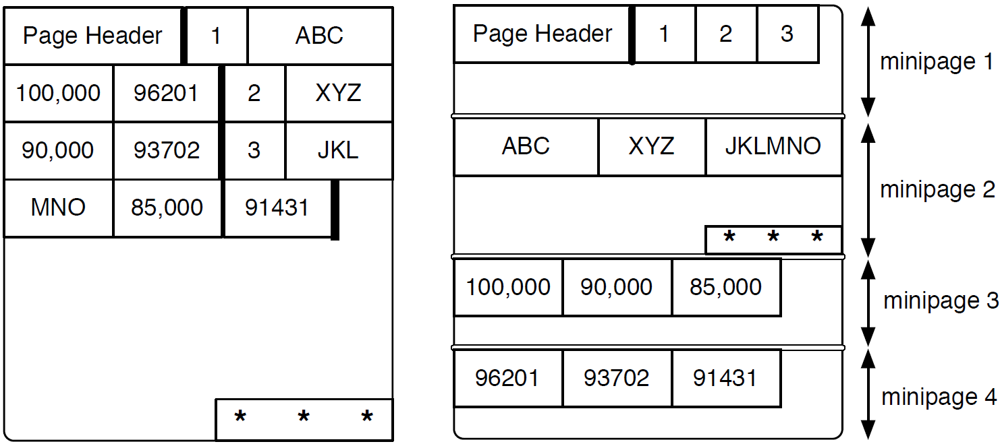 Page Header 1 ABC
100,000 96201 2 XYZ
90,000 93702 3 JKL
MNO 85,000 91431
* * *
Page Header 1 2 3
minipage 1
ABC XYZ JKLMNO
minipage 2
* * *
100,000 90,000 85,000
minipage 3
96201 93702 91431
minipage 4